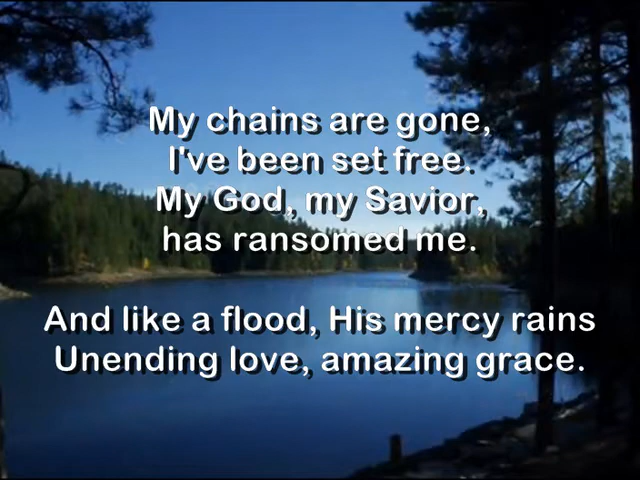 My chains are gone,
I've been set free.
My God, my Savior,
has ransomed me.
And like a flood, His mercy rains
Unending love, amazing grace.